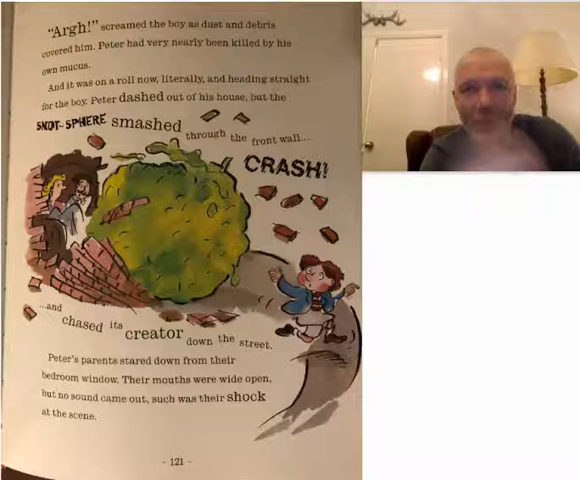 "Argh!" screamed the boy as dust and debris
covered him. Peter had very nearly been killed by his
own mucus.
And it was on a roll now, literally, and heading straight
for the boy. Peter dashed out of his house, but the
SNOT-SPHERE smashed through the front wall...
CRASH!
...and chased its creator down the street.
Peter's parents stared down from their
bedroom window. Their mouths were wide open,
but no sound came out, such was their shock
at the scene.
- 121 -